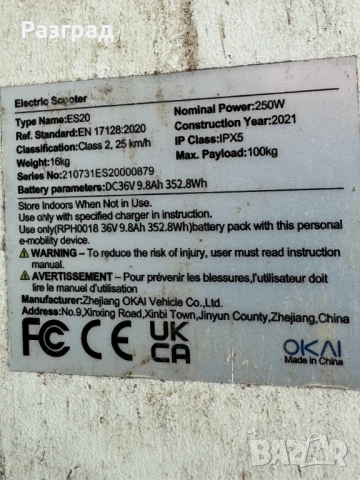 Разград
Electric Scooter
Type Name:ES20
Nominal Power:250W
Ref. Standard:EN 17128:2020
Construction Year:2021
Classification:Class 2, 25 km/h
IP Class:IPX5
Weight:16kg
Max. Payload:100kg
Series No:210731ES20000879
Battery parameters:DC36V 9.8Ah 352.8Wh
Store Indoors When Not in Use.
Use only with specified charger in instruction.
Use only(RPH0018 36V 9.8Ah 352.8Wh)battery pack with this personal
e-mobility device.
WARNING – To reduce the risk of injury, user must read instruction
manual.
AVERTISSEMENT – Pour prévenir les blessures,l'utilisateur doit
lire le manuel d'utilisation
Manufacturer:Zhejiang OKAI Vehicle Co.,Ltd.
Address:No.9,Xinxing Road,Xinbi Town,Jinyun County,Zhejiang,China
FC CE UK
CA
OKAI
Made in China
BAZAR
bg